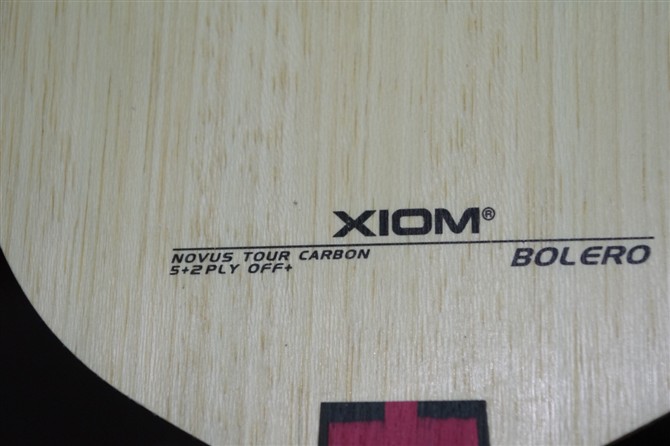 XIOM®
NOVUS TOUR CARBON
5+2PLY OFF+
BOLERO